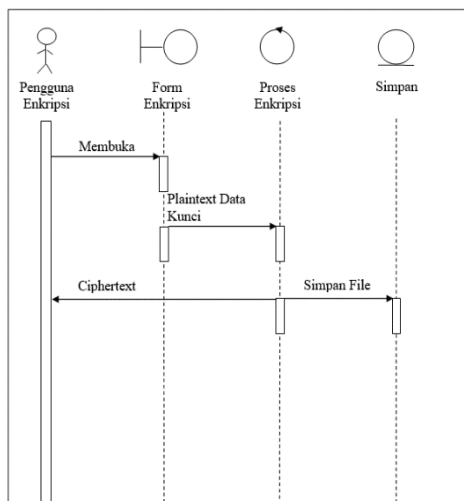 Pengguna
Enkripsi
Form
Enkripsi
Proses
Enkripsi
Simpan
Membuka
Plaintext Data
Kunci
Ciphertext
Simpan File